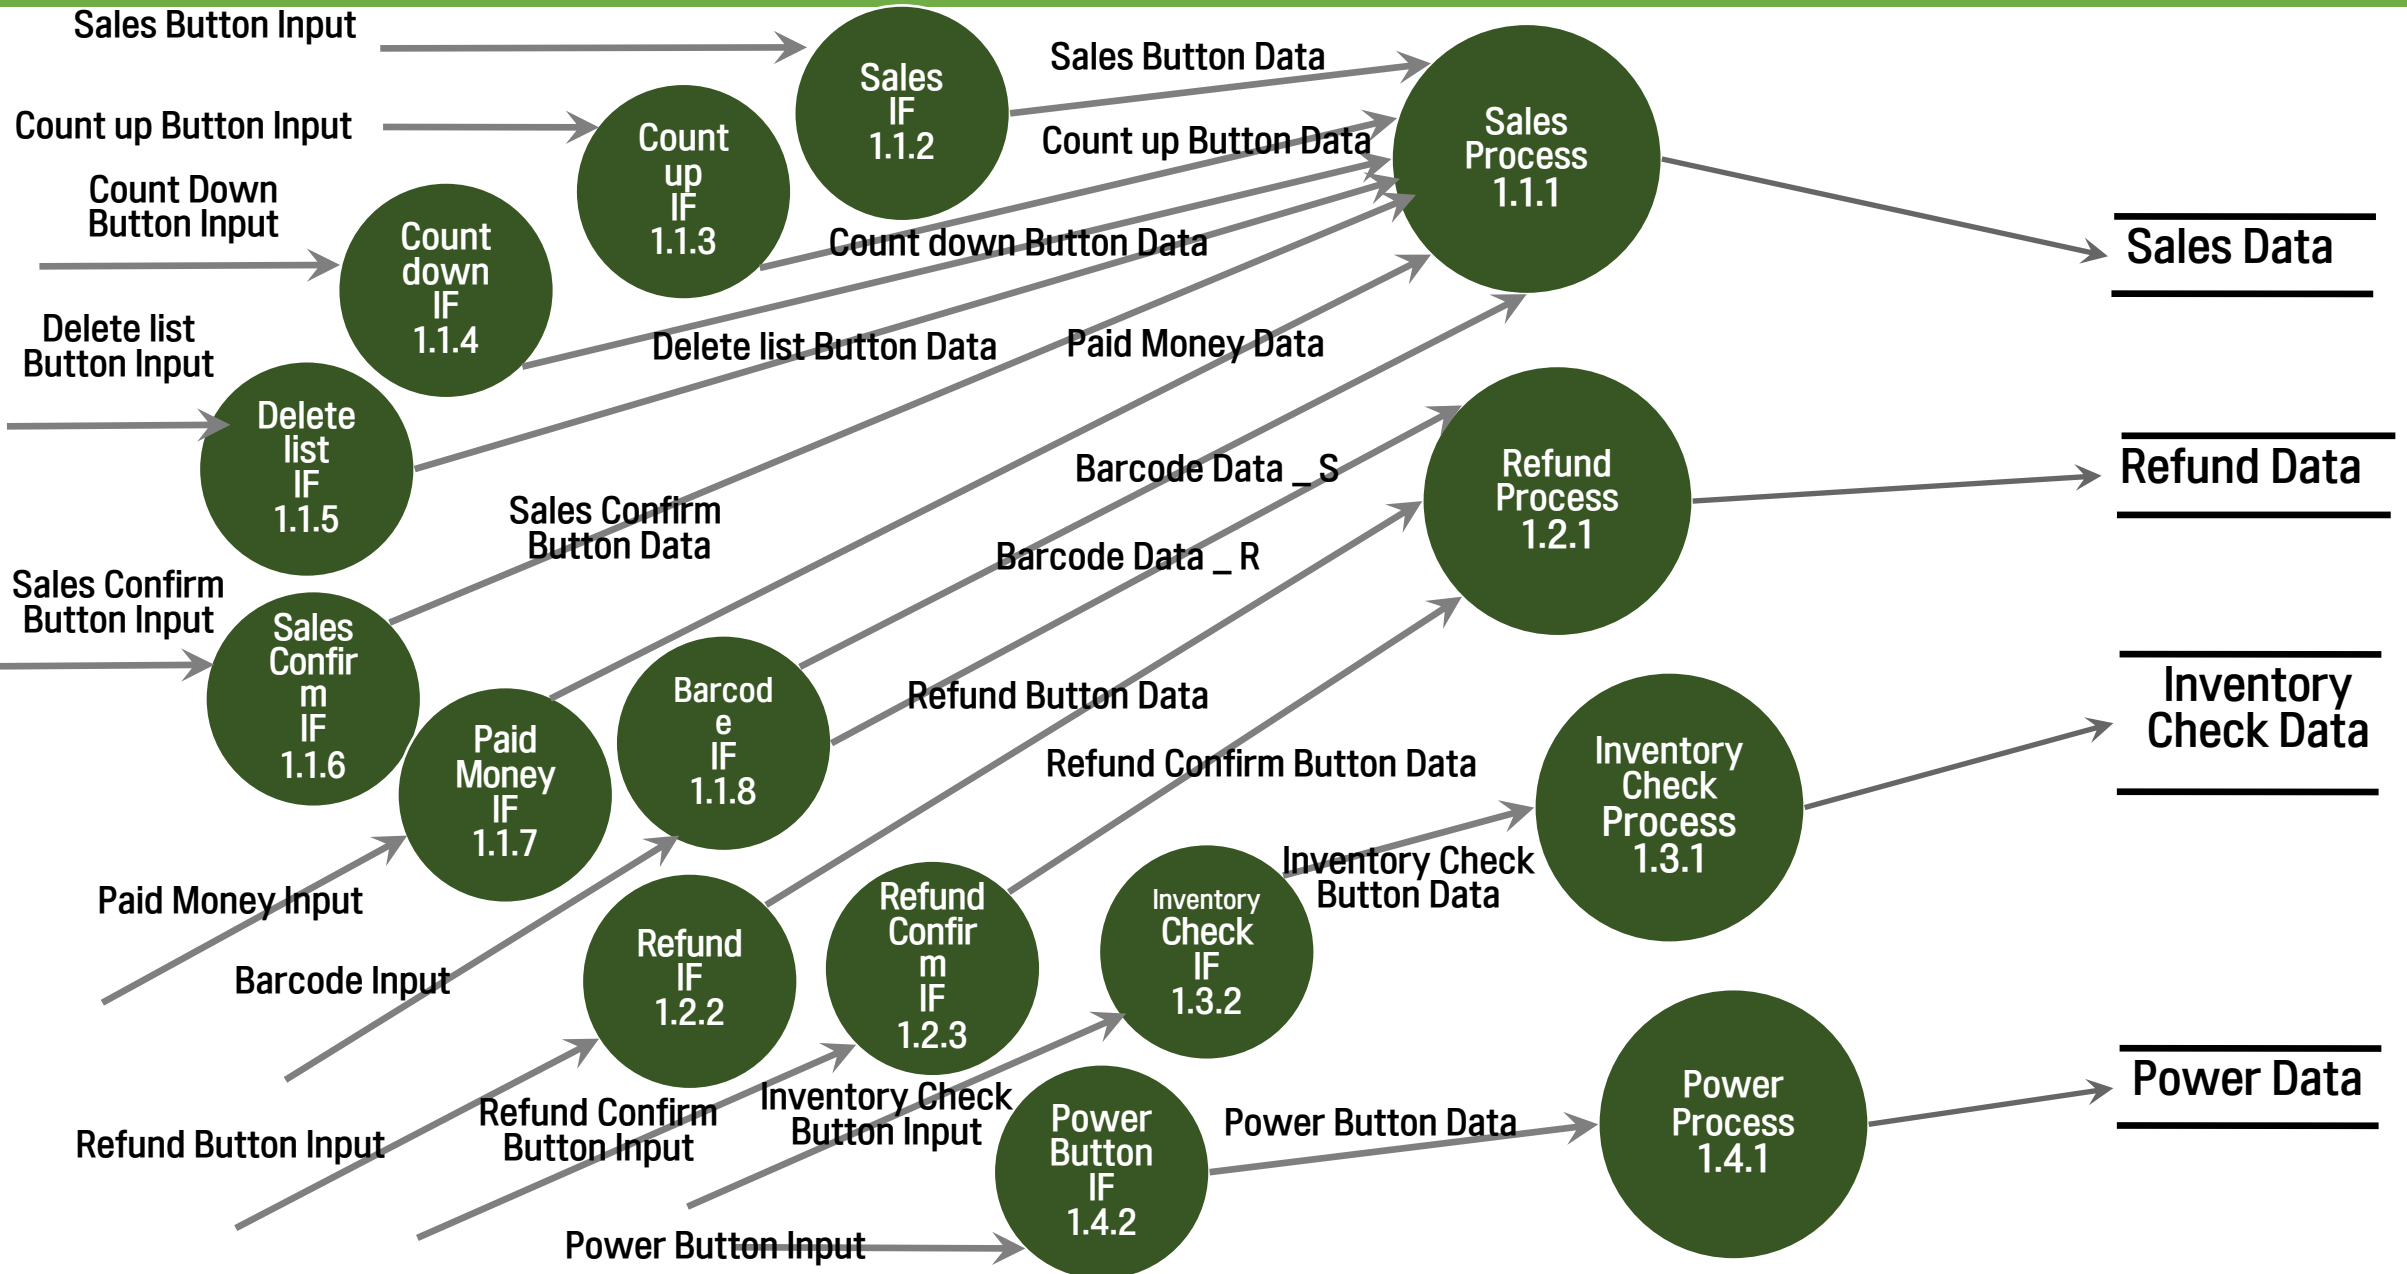 Sales Button Input
Sales
IF
1.1.2
Sales Button Data
Sales
Process
1.1.1
Count up Button Input
Count
up
IF
1.1.3
Count up Button Data
Count Down
Button Input
Count
down
IF
1.1.4
Count down Button Data
Sales Data
Delete list
Button Input
Delete
list
IF
1.1.5
Delete list Button Data
Paid Money Data
Refund
Process
1.2.1
Refund Data
Sales Confirm
Button Data
Barcode Data _ S
Barcode Data _ R
Sales Confirm
Button Input
Sales
Confir
m
IF
1.1.6
Paid
Money
IF
1.1.7
Barcod
e
IF
1.1.8
Refund Button Data
Refund Confirm Button Data
Inventory
Check
Process
1.3.1
Inventory
Check Data
Paid Money Input
Barcode Input
Refund
IF
1.2.2
Refund
Confir
m
IF
1.2.3
Inventory
Check
IF
1.3.2
Inventory Check
Button Data
Refund Button Input
Refund Confirm
Button Input
Inventory Check
Button Input
Power
Button
IF
1.4.2
Power Button Data
Power
Process
1.4.1
Power Data
Power Button Input